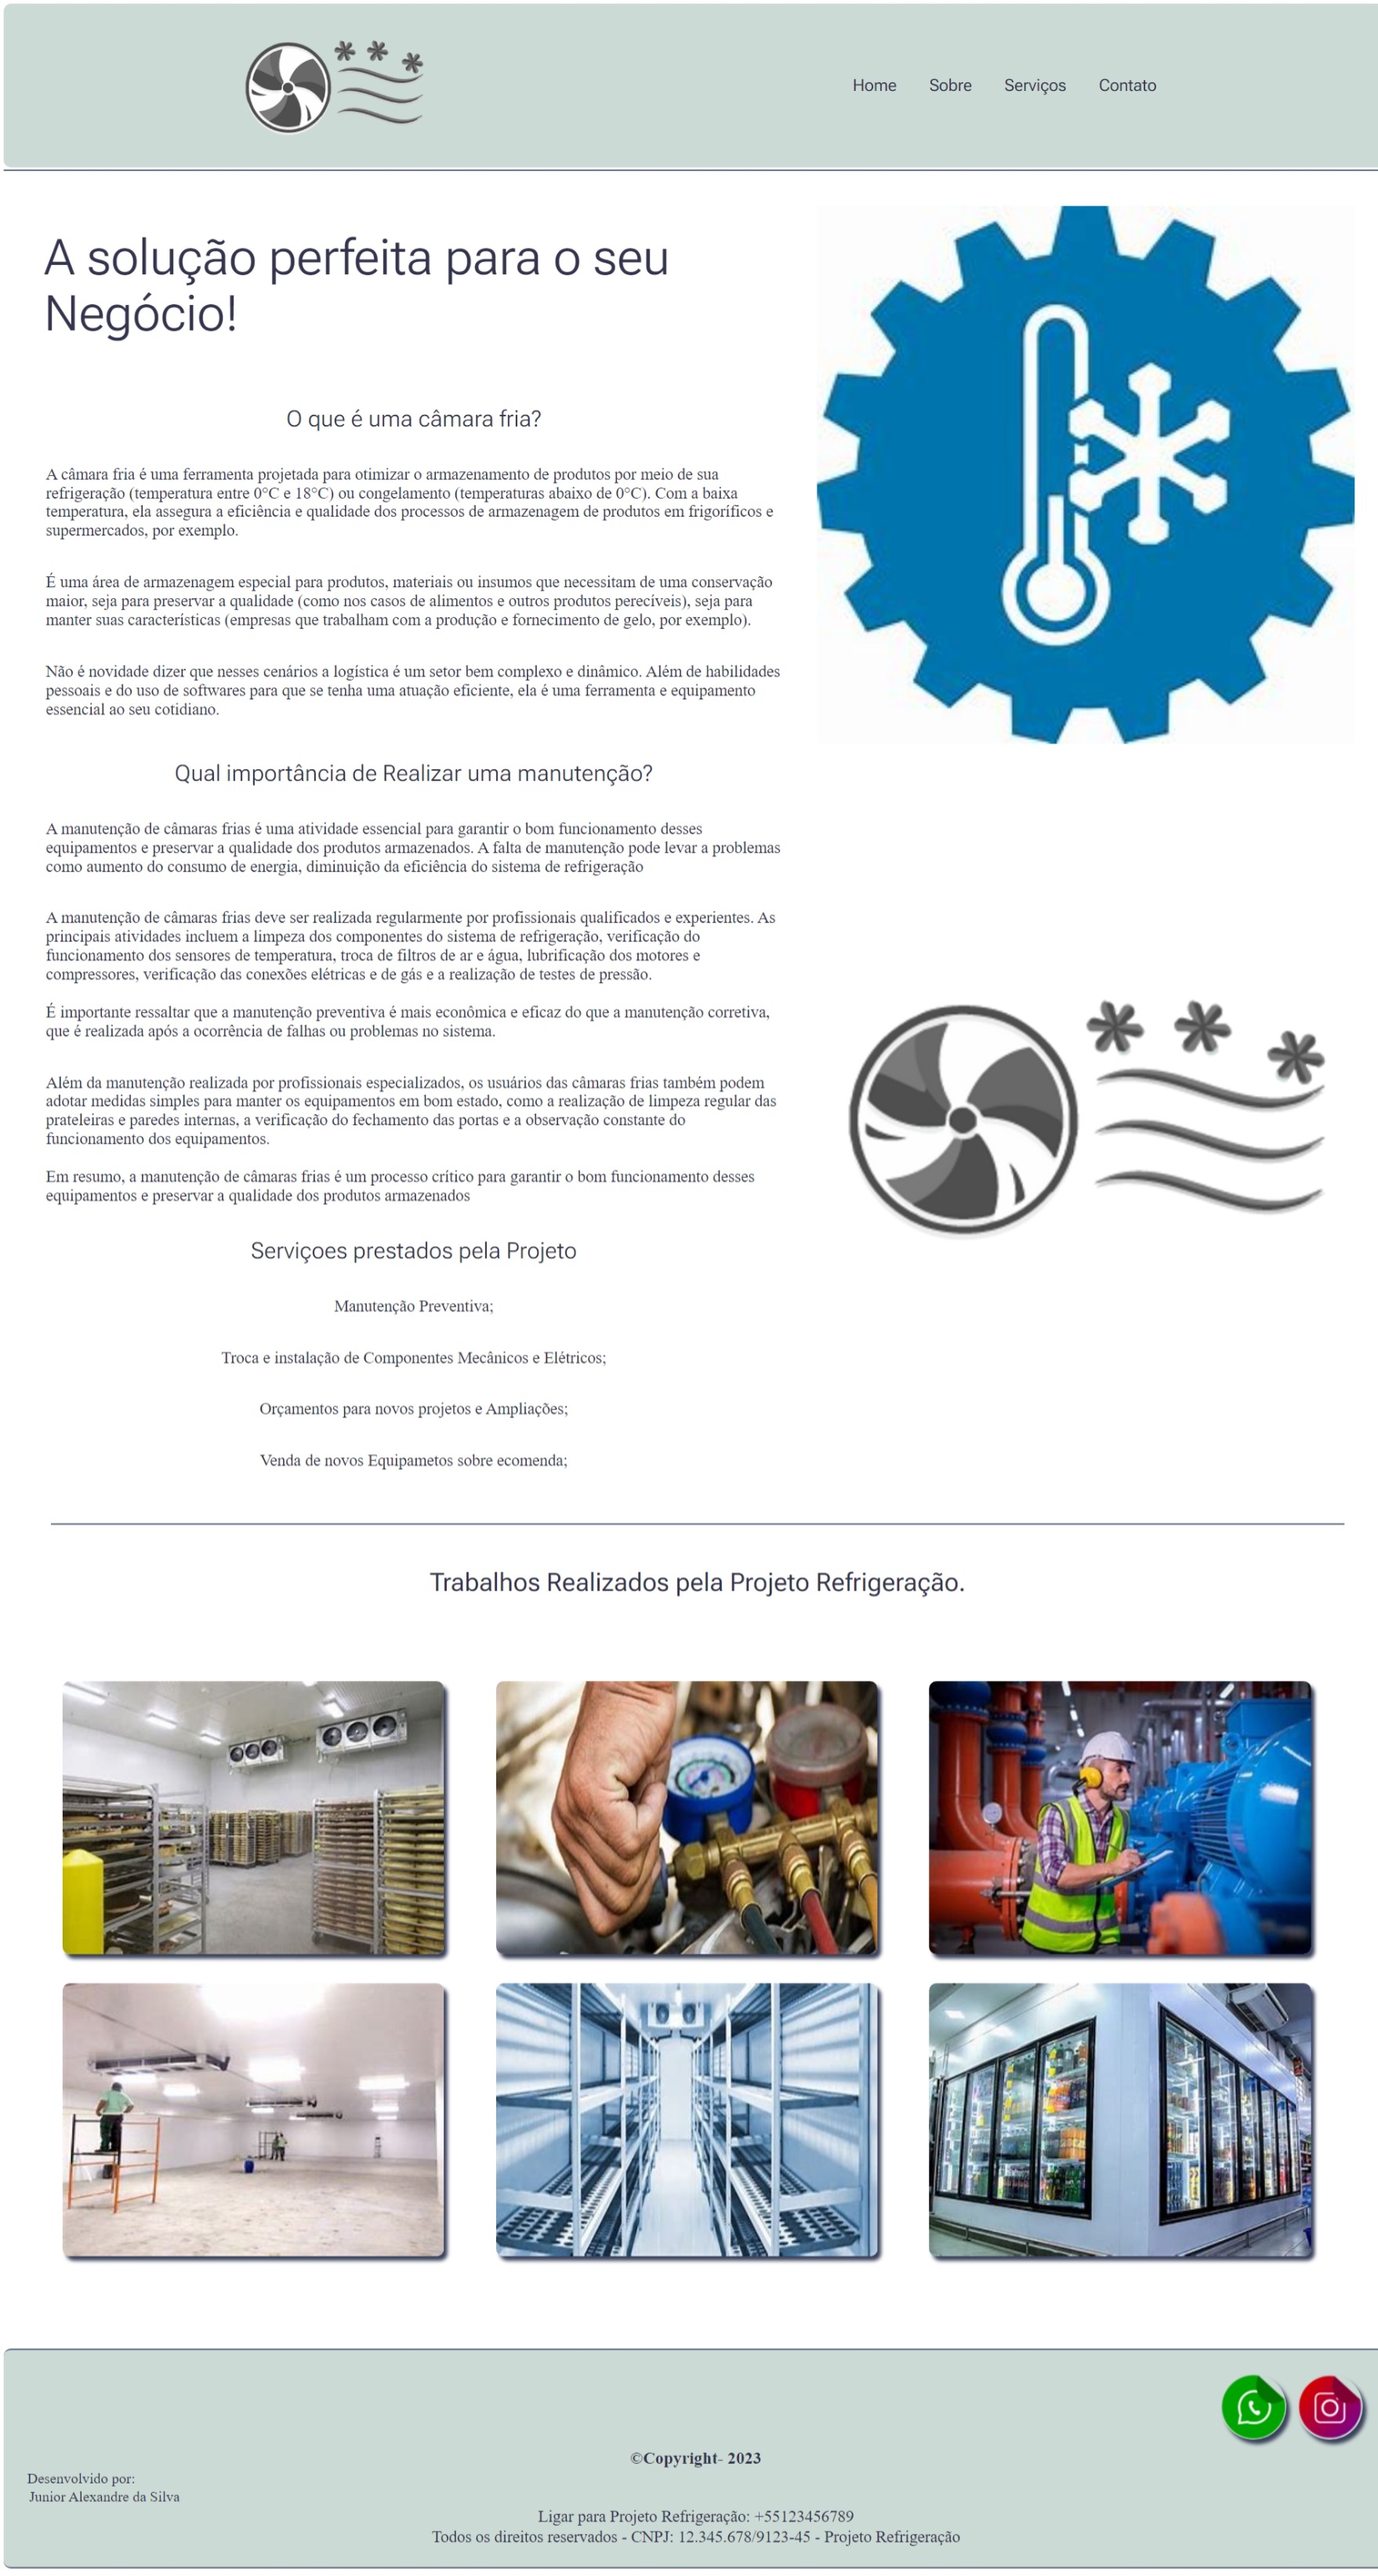 Home Sobre Serviços Contato
A solução perfeita para o seu
Negócio!
O que é uma câmara fria?
A câmara fria é uma ferramenta projetada para otimizar o armazenamento de produtos por meio de sua
refrigeração (temperatura entre 0°C e 18°C) ou congelamento (temperaturas abaixo de 0°C). Com a baixa
temperatura, ela assegura a eficiência e qualidade dos processos de armazenagem de produtos em frigoríficos e
supermercados, por exemplo.
É uma área de armazenagem especial para produtos, materiais ou insumos que necessitam de uma conservação
maior, seja para preservar a qualidade (como nos casos de alimentos e outros produtos perecíveis), seja para
manter suas características (empresas que trabalham com a produção e fornecimento de gelo, por exemplo).
Não é novidade dizer que nesses cenários a logística é um setor bem complexo e dinâmico. Além de habilidades
pessoais e do uso de softwares para que se tenha uma atuação eficiente, ela é uma ferramenta e equipamento
essencial ao seu cotidiano.
Qual importância de Realizar uma manutenção?
A manutenção de câmaras frias é uma atividade essencial para garantir o bom funcionamento desses
equipamentos e preservar a qualidade dos produtos armazenados. A falta de manutenção pode levar a problemas
como aumento do consumo de energia, diminuição da eficiência do sistema de refrigeração
A manutenção de câmaras frias deve ser realizada regularmente por profissionais qualificados e experientes. As
principais atividades incluem a limpeza dos componentes do sistema de refrigeração, verificação do
funcionamento dos sensores de temperatura, troca de filtros de ar e água, lubrificação dos motores e
compressores, verificação das conexões elétricas e de gás e a realização de testes de pressão.
É importante ressaltar que a manutenção preventiva é mais econômica e eficaz do que a manutenção corretiva,
que é realizada após a ocorrência de falhas ou problemas no sistema.
Além da manutenção realizada por profissionais especializados, os usuários das câmaras frias também podem
adotar medidas simples para manter os equipamentos em bom estado, como a realização de limpeza regular das
prateleiras e paredes internas, a verificação do fechamento das portas e a observação constante do
funcionamento dos equipamentos.
Em resumo, a manutenção de câmaras frias é um processo crítico para garantir o bom funcionamento desses
equipamentos e preservar a qualidade dos produtos armazenados
Serviçoes prestados pela Projeto
Manutenção Preventiva;
Troca e instalação de Componentes Mecânicos e Elétricos;
Orçamentos para novos projetos e Ampliações;
Venda de novos Equipametos sobre ecomenda;
Trabalhos Realizados pela Projeto Refrigeração.
©Copyright- 2023
Desenvolvido por:
Junior Alexandre da Silva
Ligar para Projeto Refrigeração: +55123456789
Todos os direitos reservados - CNPJ: 12.345.678/9123-45 - Projeto Refrigeração